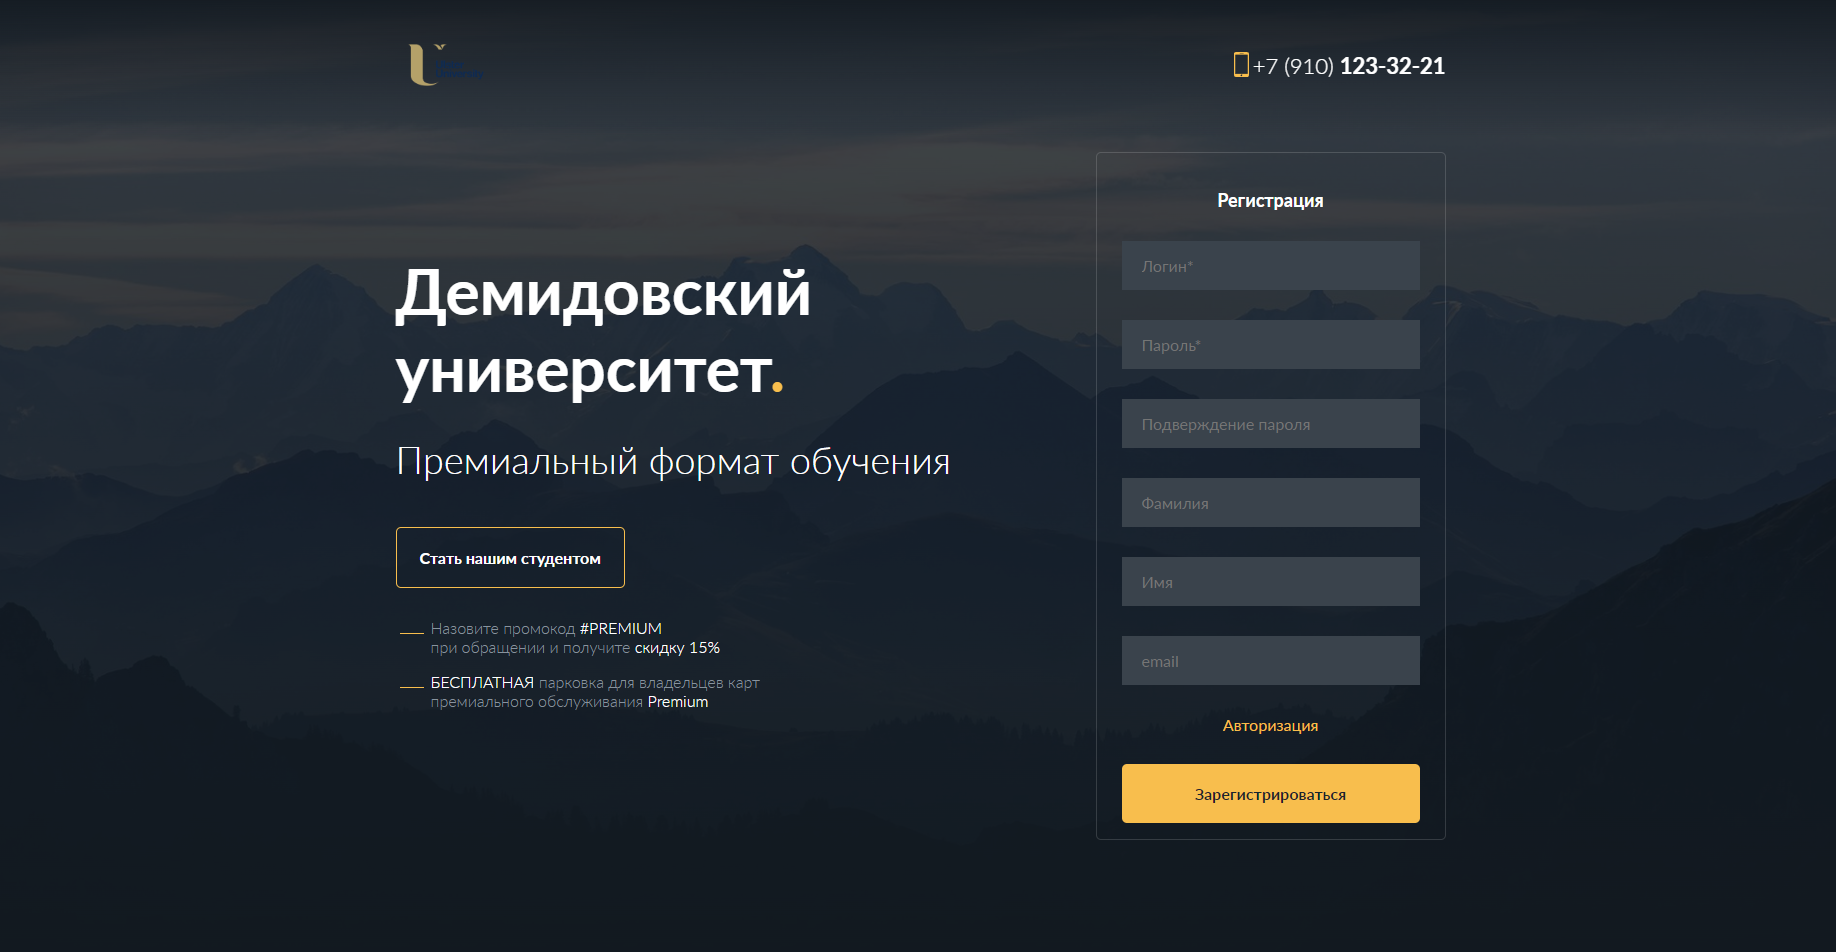 +7 (910) 123-32-21
Демидовский
университет.
Премиальный формат обучения
Стать нашим студентом
Назовите промокод #PREMIUM
при обращении и получите скидку 15%
БЕСПЛАТНАЯ парковка для владельцев карт
премиального обслуживания Premium
Регистрация
Логин*
Пароль*
Подверждение пароля
Фамилия
Имя
email
Авторизация
Зарегистрироваться